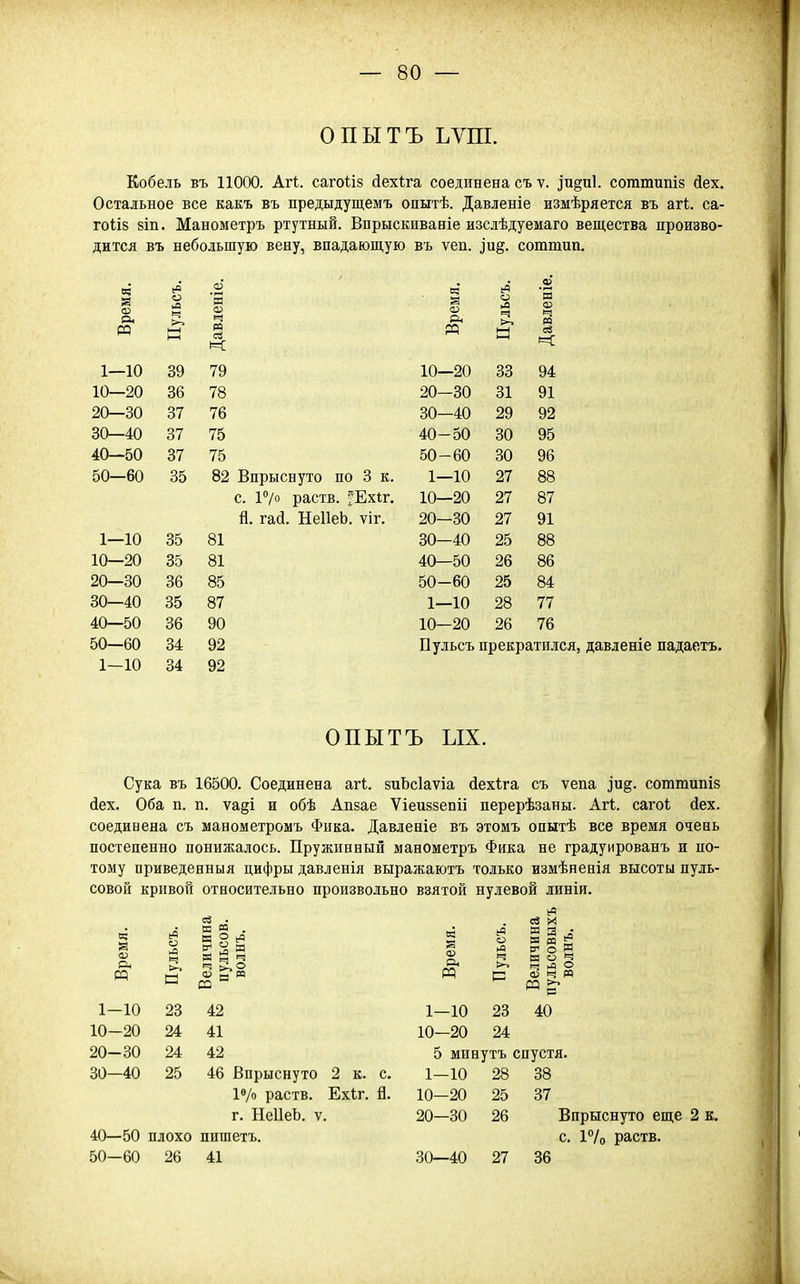 — 80 —
ОПЫТЪ LVIII.
Кобель въ 11000. Art. carotis dextra соединена съ v. jugul. communis dex.
Остальное все какъ въ предыдущемъ опытѣ. Давленіе измѣряется въ art. ca-
rotis sin. Манометръ ртутный. Впрыскиваніе изслѣдуемаго вещества произво-
дится въ небольшую вену, впадающую въ ven. jug. commun.
Время. Пульсъ. Давленіе.
1—10 39 79
10—20 36 78
20—30 37 76
30—40 37 75
40—50 37 75
50—60 35 82 Впрыснуто по 3 к.
с. 1% раств. Extr.
fl. rad. Helleb. vir.
1—10 35 81
10—20 35 81
20—30 36 85
30—40 35 87
40—50 36 90
50—60 34 92
1—10 34 92
Время. Пульсъ. Давленіе.
10—20 33 94
20—30 31 91
30—40 29 92
40—50 30 95
50—60 30 96
1—10 27 88
10—20 27 87
20—30 27 91
30—40 25 88
40—50 26 86
50—60 25 84
1—10 28 77
10—20 26 76
Пульсъ прекратился, давленіе падаетъ.
ОПЫТЪ LIX.
Сука въ 16500. Соединена art. subclavia dextra съ vena jug. communis
dex. Оба n. n. vagi и обѣ Ansae Vieussenii перерѣзаны. Art. carot dex.
соединена съ манометромъ Фика. Давленіе въ этомъ опытѣ все время очень
постепенно понижалось. Пружинный манометръ Фика не градуированъ и по-
тому приведенныя цифры давленія выражаютъ только измѣненія высоты пуль-
совой кривой относительно произвольно взятой нулевой линіи.
Время. Пульсъ. Величина пульсов. волнъ.
1—10 23 42
10—20 24 41
20—30 24 42
30—40 25 46 Впрыснуто 2 к. с.
1% раств. Extr. fl.
r. Helleb. v.
40—50 плохо пишетъ.
50—60 26 41
Время. Пульсъ. Величина пульсовыхъ волнъ.
1—10 23 40
10—20 24
5 минутъ спустя.
1—10 28 38
10—20 25 37
20—30 26 Впрыснуто еще 2 к.
с. 1% раств.
30—40 27 36